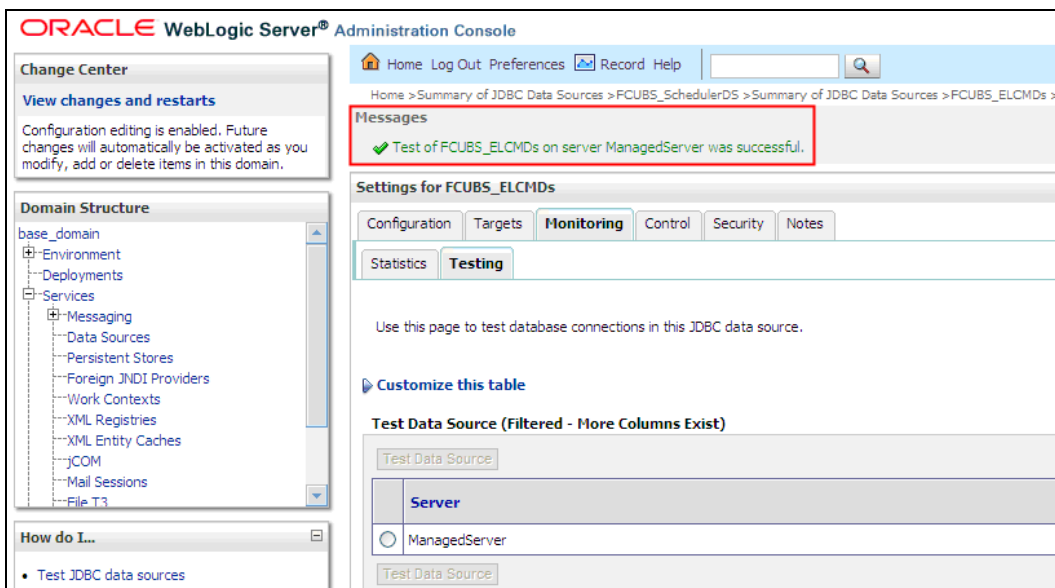 ORACLE WebLogic Server® Administration Console
Change Center
View changes and restarts
Configuration editing is enabled. Future
changes will automatically be activated as you
modify, add or delete items in this domain.
Domain Structure
base_domain
Environment
Deployments
Services
Messaging
Data Sources
Persistent Stores
Foreign JNDI Providers
Work Contexts
XML Registries
XML Entity Caches
jCOM
Mail Sessions
File T3
How do I...
Test JDBC data sources
Home Log Out Preferences Record Help
Home >Summary of JDBC Data Sources >FCUBS_SchedulerDS >Summary of JDBC Data Sources >FCUBS_ELCMDs >
Messages
Test of FCUBS_ELCMDs on server ManagedServer was successful.
Settings for FCUBS_ELCMDs
Configuration Targets Monitoring Control Security Notes
Statistics Testing
Use this page to test database connections in this JDBC data source.
Customize this table
Test Data Source (Filtered - More Columns Exist)
Test Data Source
Server
ManagedServer
Test Data Source